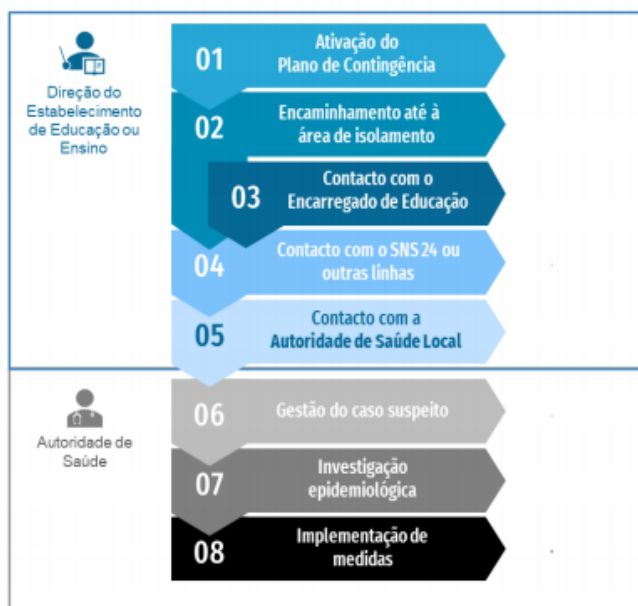 Direção do
Estabelecimento
de Educação ou
Ensino
01
Ativação do
Plano de Contingência
02
Encaminhamento até à
área de isolamento
03
Contacto com o
Encarregado de Educação
04
Contacto com o SNS 24 ou
outras linhas
05
Contacto com a
Autoridade de Saúde Local
Autoridade de
Saúde
06
Gestão do caso suspeito
07
Investigação
epidemiológica
08
Implementação de
medidas